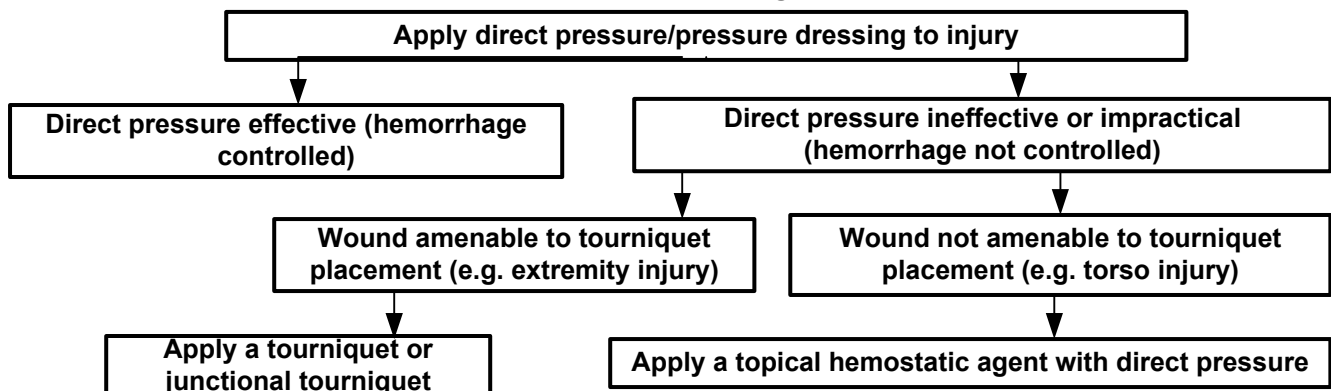 Apply direct pressure/pressure dressing to injury
Direct pressure effective (hemorrhage
controlled)
Direct pressure ineffective or impractical
(hemorrhage not controlled)
Wound amenable to tourniquet
placement (e.g. extremity injury)
Wound not amenable to tourniquet
placement (e.g. torso injury)
Apply a tourniquet or
junctional tourniquet
Apply a topical hemostatic agent with direct pressure